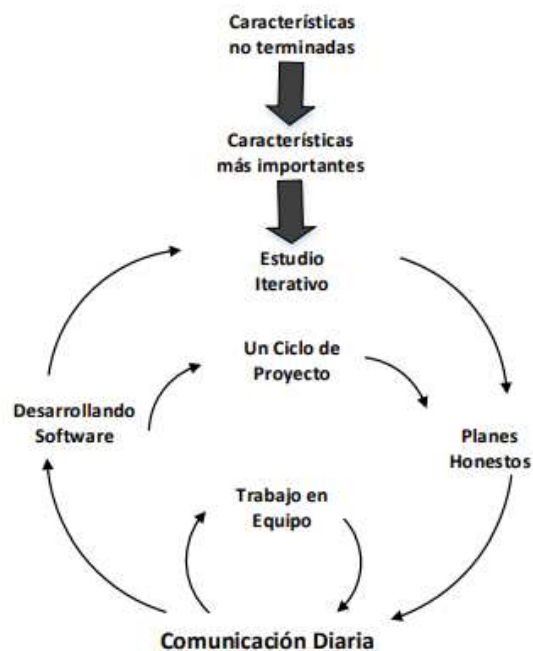 Características
no terminadas
Características
más importantes
Estudio
Iterativo
Un Ciclo de
Proyecto
Desarrollando
Software
Planes
Honestos
Trabajo en
Equipo
Comunicación Diaria